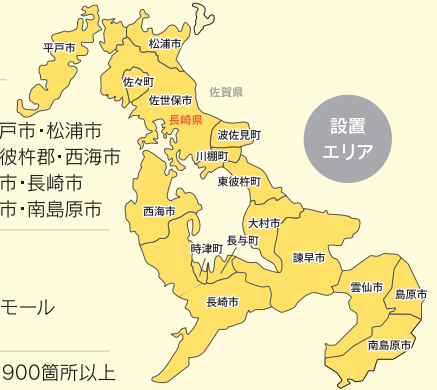 平戸市
松浦市
佐々町
佐世保市
佐賀県
長崎県
波佐見町
川棚町
東彼杵町
西海市
大村市
時津町
長与町
諫早市
長崎市
雲仙市
島原市
南島原市
設置
エリア
戸市・松浦市
彼杵郡・西海市
市・長崎市
市・南島原市
モール
900箇所以上